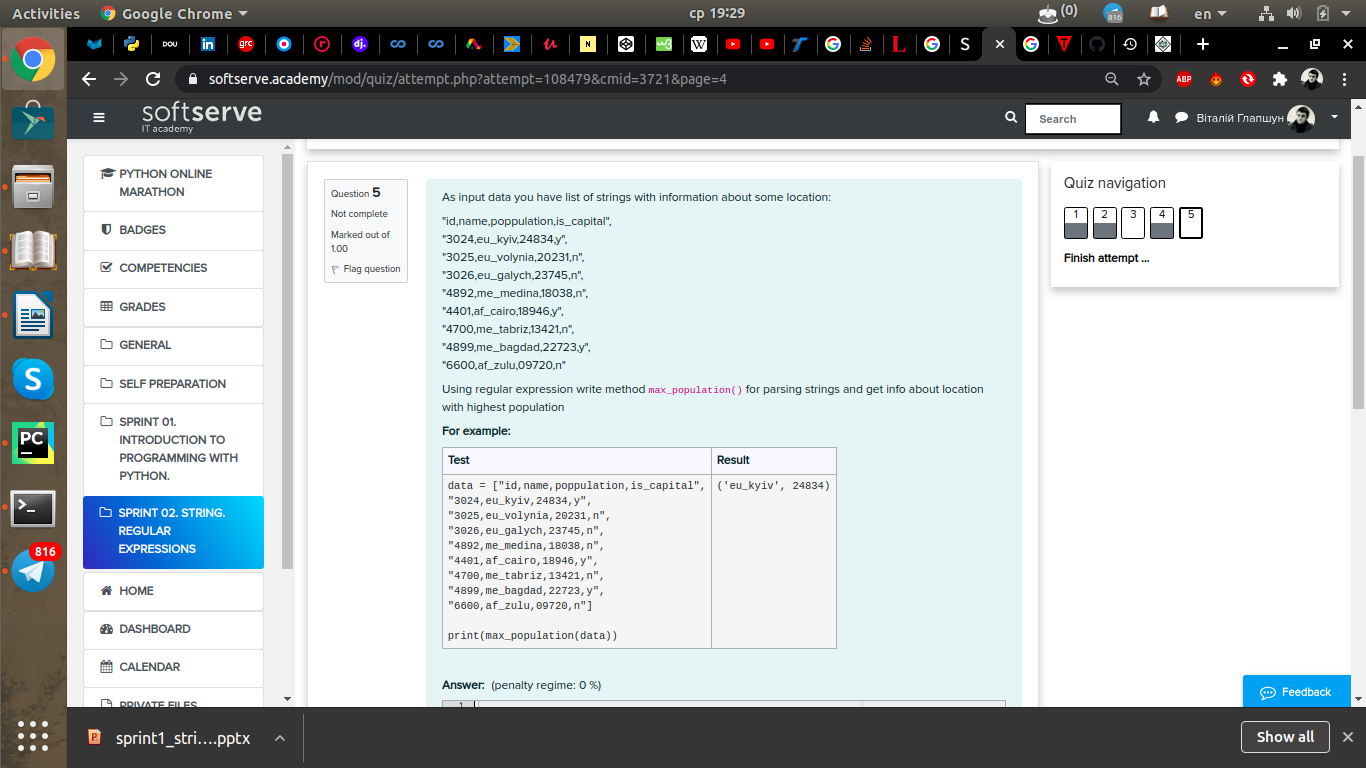 Activities
Google Chrome
ср 19:29
(0)
816
en
DOU
in
grc
dj.
N
W
T
L
S
softserve.academy/mod/quiz/attempt.php?attempt=108479&cmid=3721&page=4
ABP
softserve
IT academy
Search
Віталій Глапшун
PYTHON ONLINE
MARATHON
BADGES
COMPETENCIES
GRADES
GENERAL
SELF PREPARATION
SPRINT 01.
INTRODUCTION TO
PROGRAMMING WITH
PYTHON.
SPRINT 02. STRING.
REGULAR
EXPRESSIONS
HOME
DASHBOARD
CALENDAR
PRIVATE FILES
Question 5
Not complete
Marked out of
1.00
Flag question
As input data you have list of strings with information about some location:
"id,name,poppulation,is_capital",
"3024,eu_kyiv,24834,y",
"3025,eu_volynia,20231,n",
"3026,eu_galych,23745,n",
"4892,me_medina,18038,n",
"4401,af_cairo,18946,y",
"4700,me_tabriz,13421,n",
"4899,me_bagdad,22723,y",
"6600,af_zulu,09720,n"
Using regular expression write method max_population() for parsing strings and get info about location
with highest population
For example:
Test
Result
data = ["id,name,poppulation,is_capital",
"3024,eu_kyiv,24834,y",
"3025,eu_volynia,20231,n",
"3026,eu_galych,23745,n",
"4892,me_medina,18038,n",
"4401,af_cairo,18946,y",
"4700,me_tabriz,13421,n",
"4899,me_bagdad,22723,y",
"6600,af_zulu,09720,n"]
print(max_population(data))
('eu_kyiv', 24834)
Answer: (penalty regime: 0 %)
1
Quiz navigation
1 2 3 4 5
Finish attempt ...
Feedback
S
PC
816
sprint1_stri....pptx
Show all